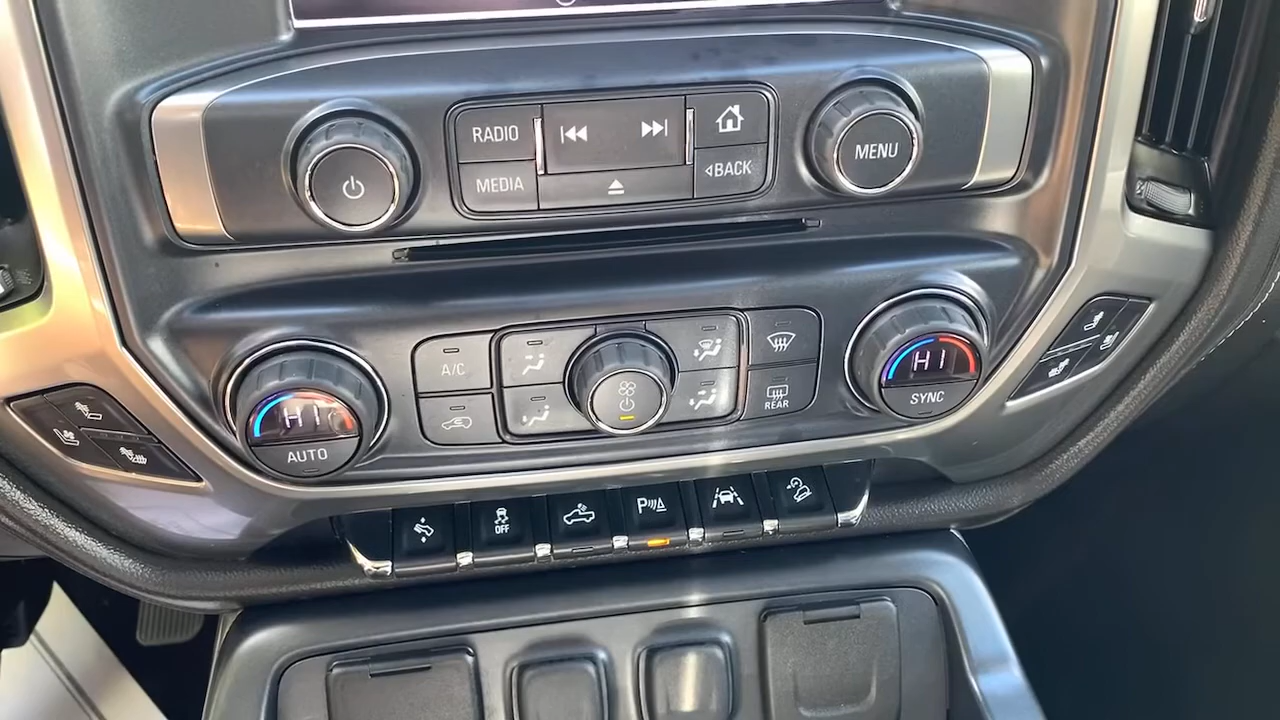 RADIO
MEDIA
BACK
MENU
HI
AUTO
A/C
REAR
HI
SYNC
OFF
P